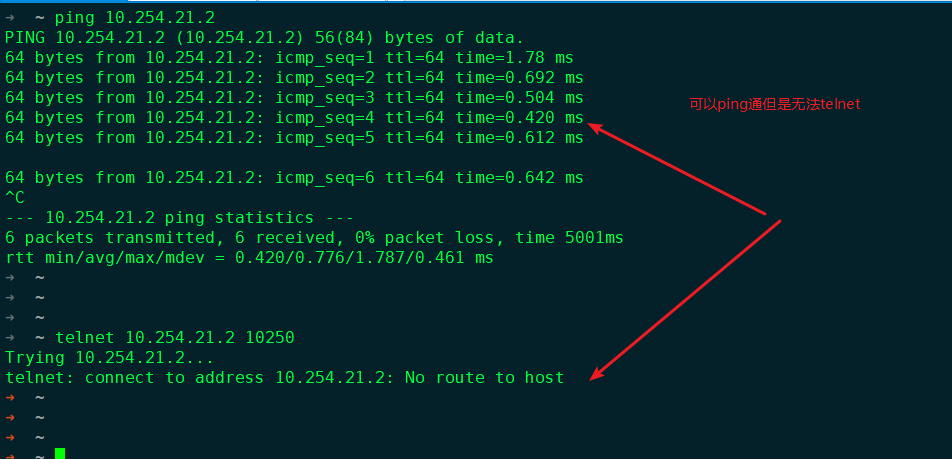 → ~ ping 10.254.21.2
PING 10.254.21.2 (10.254.21.2) 56(84) bytes of data.
64 bytes from 10.254.21.2: icmp_seq=1 ttl=64 time=1.78 ms
64 bytes from 10.254.21.2: icmp_seq=2 ttl=64 time=0.692 ms
64 bytes from 10.254.21.2: icmp_seq=3 ttl=64 time=0.504 ms
64 bytes from 10.254.21.2: icmp_seq=4 ttl=64 time=0.420 ms
64 bytes from 10.254.21.2: icmp_seq=5 ttl=64 time=0.612 ms
可以ping通但是无法telnet
64 bytes from 10.254.21.2: icmp_seq=6 ttl=64 time=0.642 ms
^C
--- 10.254.21.2 ping statistics ---
6 packets transmitted, 6 received, 0% packet loss, time 5001ms
rtt min/avg/max/mdev = 0.420/0.776/1.787/0.461 ms
→ ~
→ ~
→ ~
→ ~ telnet 10.254.21.2 10250
Trying 10.254.21.2...
telnet: connect to address 10.254.21.2: No route to host
→ ~
→ ~
→ ~
→ ~